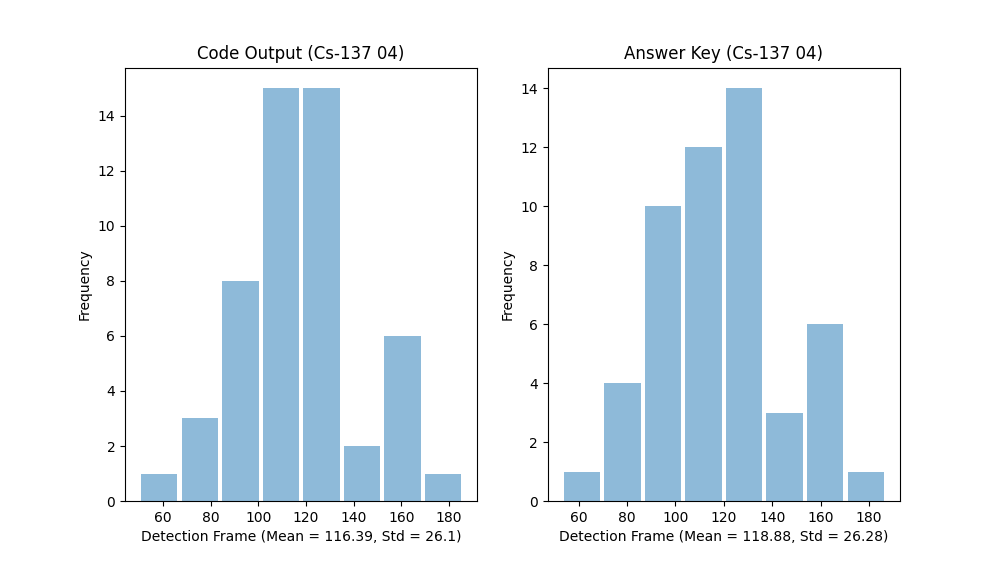 Code Output (Cs-137 04)
Frequency
14
12
10
8
6
4
2
0
60 80 100 120 140 160 180
Detection Frame (Mean = 116.39, Std = 26.1)
Answer Key (Cs-137 04)
Frequency
14
12
10
8
6
4
2
0
60 80 100 120 140 160 180
Detection Frame (Mean = 118.88, Std = 26.28)